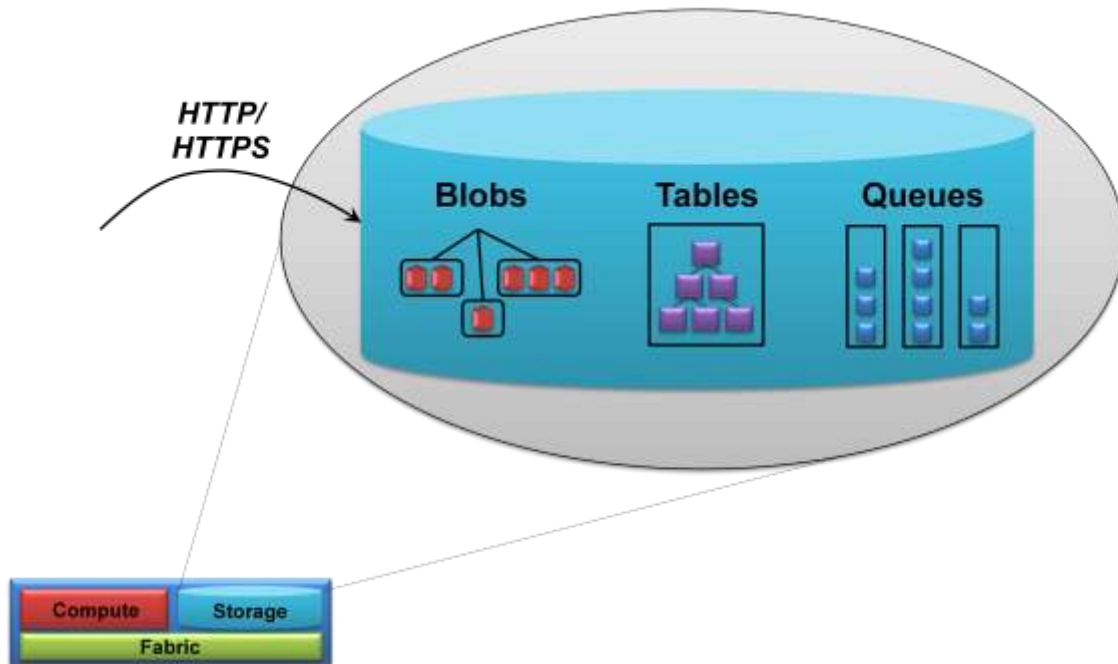 HTTP/
HTTPS
Blobs
Tables
Queues
Compute
Storage
Fabric